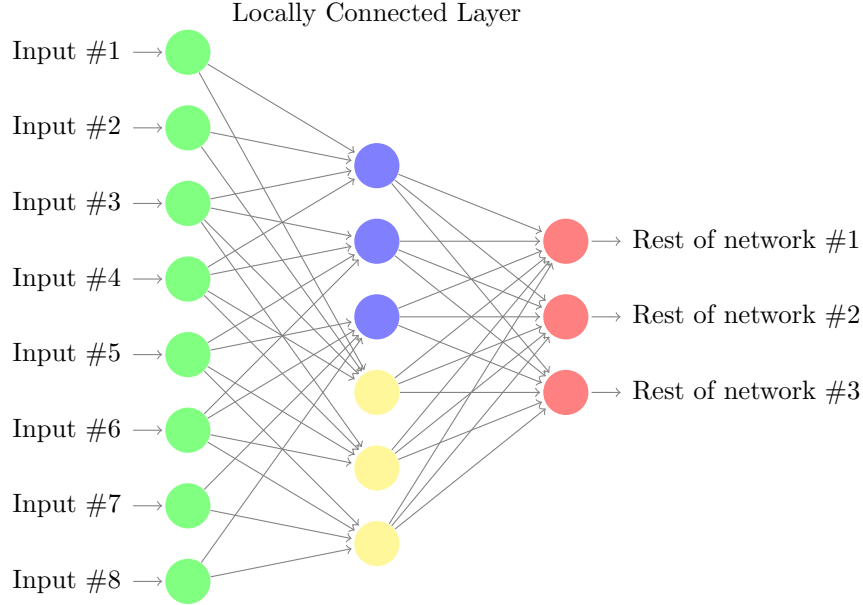 Locally Connected Layer
Input #1
Input #2
Input #3
Input #4
Input #5
Input #6
Input #7
Input #8
Rest of network #1
Rest of network #2
Rest of network #3